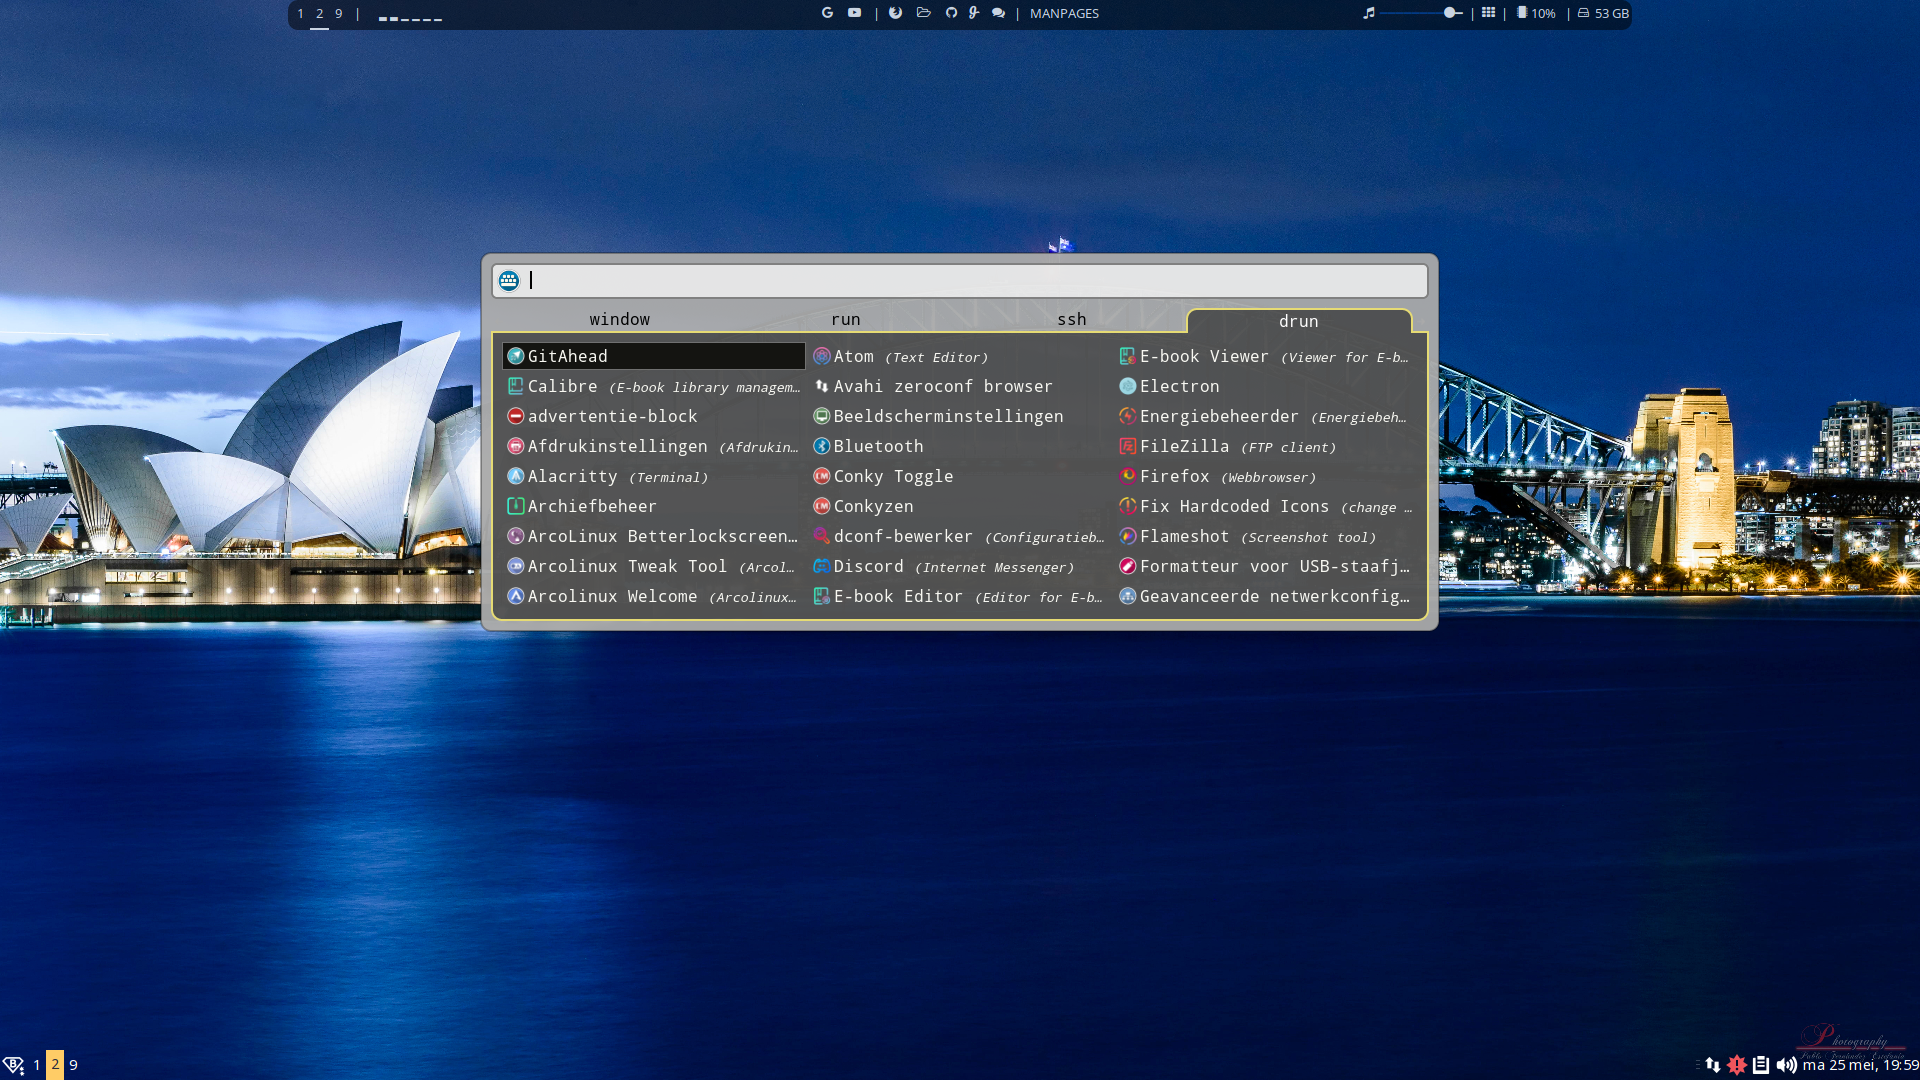 1 2 9 | | | MANPAGES | | 10% | 53 GB
window run ssh drun
GitAhead
Calibre (E-book library managem…
advertentie-block
Afdrukinstellingen (Afdrukin…
Alacritty (Terminal)
Archiefbeheer
ArcoLinux Betterlockscreen…
Arcolinux Tweak Tool (Arcol…
Arcolinux Welcome (Arcolinux…
Atom (Text Editor)
Avahi zeroconf browser
Beeldscherminstellingen
Bluetooth
Conky Toggle
Conkyzen
dconf-bewerker (Configuratieb…
Discord (Internet Messenger)
E-book Editor (Editor for E-b…
E-book Viewer (Viewer for E-b…
Electron
Energiebeheerder (Energiebeh…
FileZilla (FTP client)
Firefox (Webbrowser)
Fix Hardcoded Icons (change …
Flameshot (Screenshot tool)
Formatteur voor USB-staafj…
Geavanceerde netwerkconfig…
Photography
1 2 9
ma 25 mei, 19:59